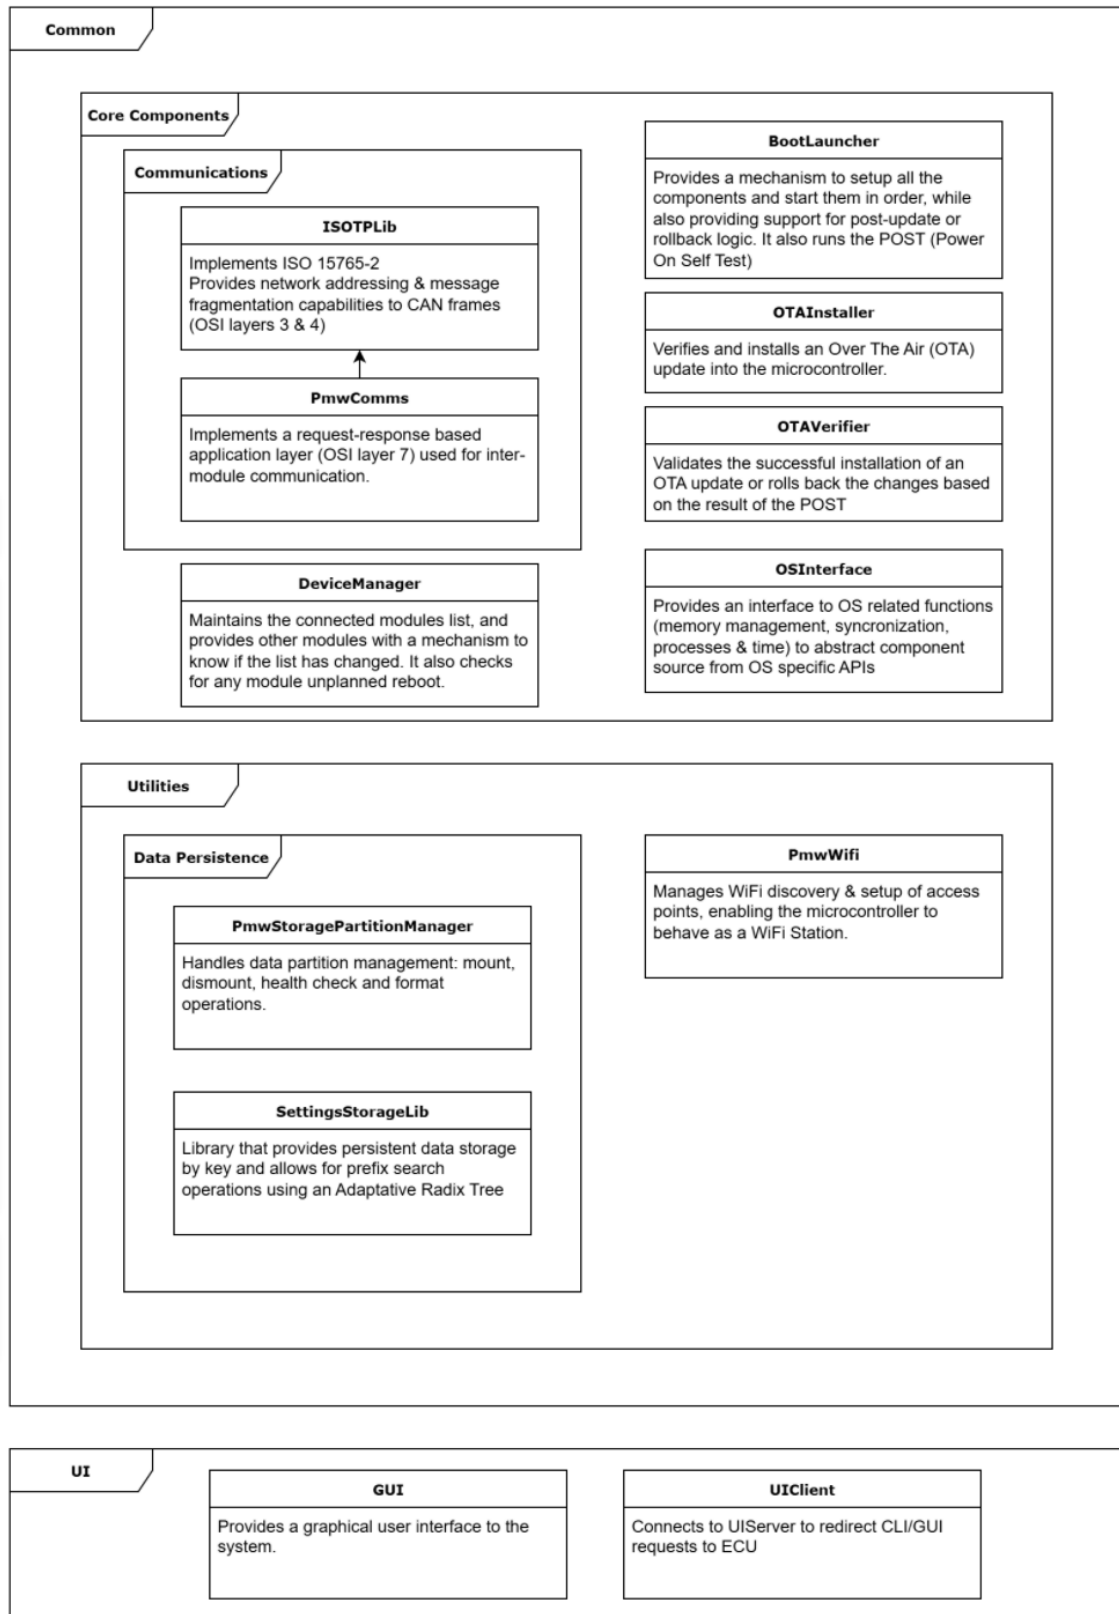 Common
Core Components
Communications
ISOTPLib
Implements ISO 15765-2
Provides network addressing & message
fragmentation capabilities to CAN frames
(OSI layers 3 & 4)
PmwComms
Implements a request-response based
application layer (OSI layer 7) used for inter-
module communication.
DeviceManager
Maintains the connected modules list, and
provides other modules with a mechanism to
know if the list has changed. It also checks
for any module unplanned reboot.
BootLauncher
Provides a mechanism to setup all the
components and start them in order, while
also providing support for post-update or
rollback logic. It also runs the POST (Power
On Self Test)
OTAInstaller
Verifies and installs an Over The Air (OTA)
update into the microcontroller.
OTAVerifier
Validates the successful installation of an
OTA update or rolls back the changes based
on the result of the POST
OSInterface
Provides an interface to OS related functions
(memory management, syncronization,
processes & time) to abstract component
source from OS specific APIs
Utilities
Data Persistence
PmwStoragePartitionManager
Handles data partition management: mount,
dismount, health check and format
operations.
SettingsStorageLib
Library that provides persistent data storage
by key and allows for prefix search
operations using an Adaptative Radix Tree
PmwWifi
Manages WiFi discovery & setup of access
points, enabling the microcontroller to
behave as a WiFi Station.
UI
GUI
Provides a graphical user interface to the
system.
UIClient
Connects to UIServer to redirect CLI/GUI
requests to ECU